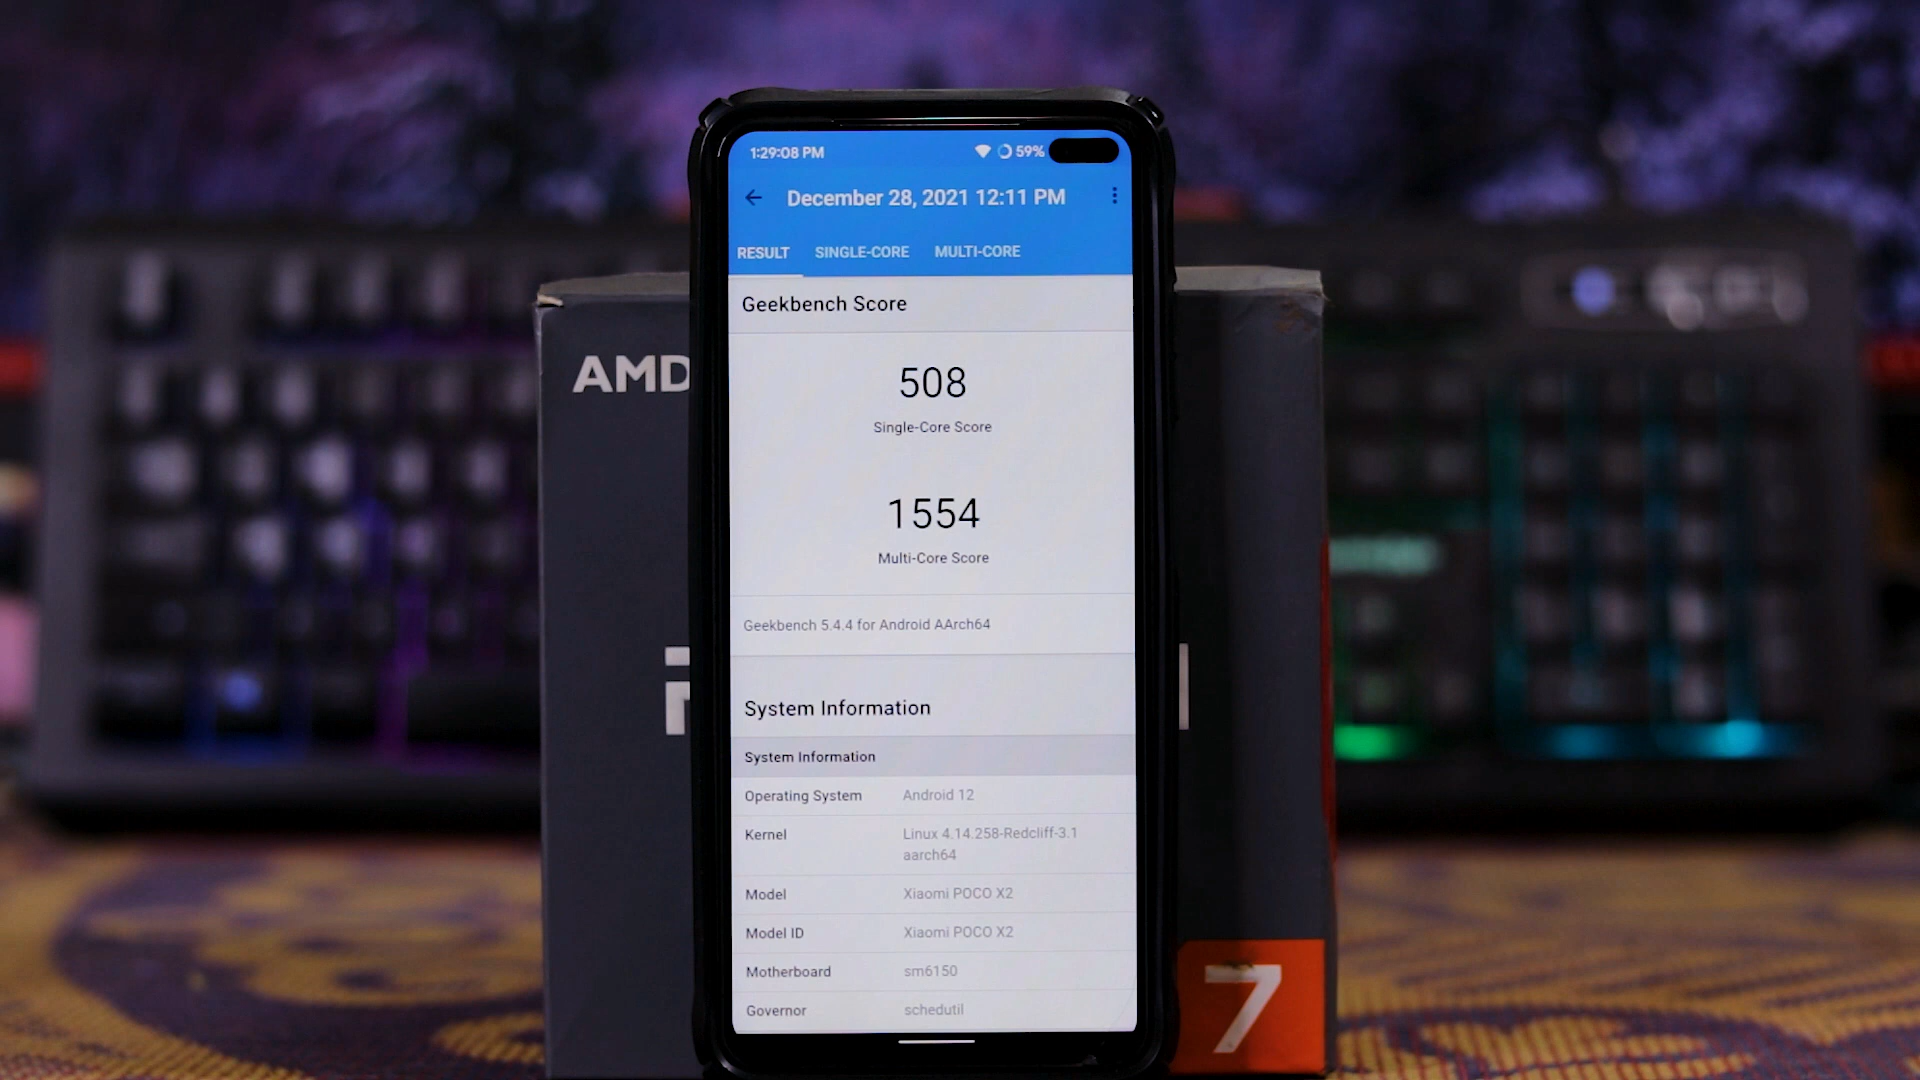 1:29:08 PM 59%
December 28, 2021 12:11 PM
RESULT SINGLE-CORE MULTI-CORE
Geekbench Score
508
Single-Core Score
1554
Multi-Core Score
Geekbench 5.4.4 for Android AArch64
System Information
System Information
Operating System Android 12
Kernel Linux 4.14.258-Redcliff-3.1
aarch64
Model Xiaomi POCO X2
Model ID Xiaomi POCO X2
Motherboard sm6150
Governor schedutil
AMD
7